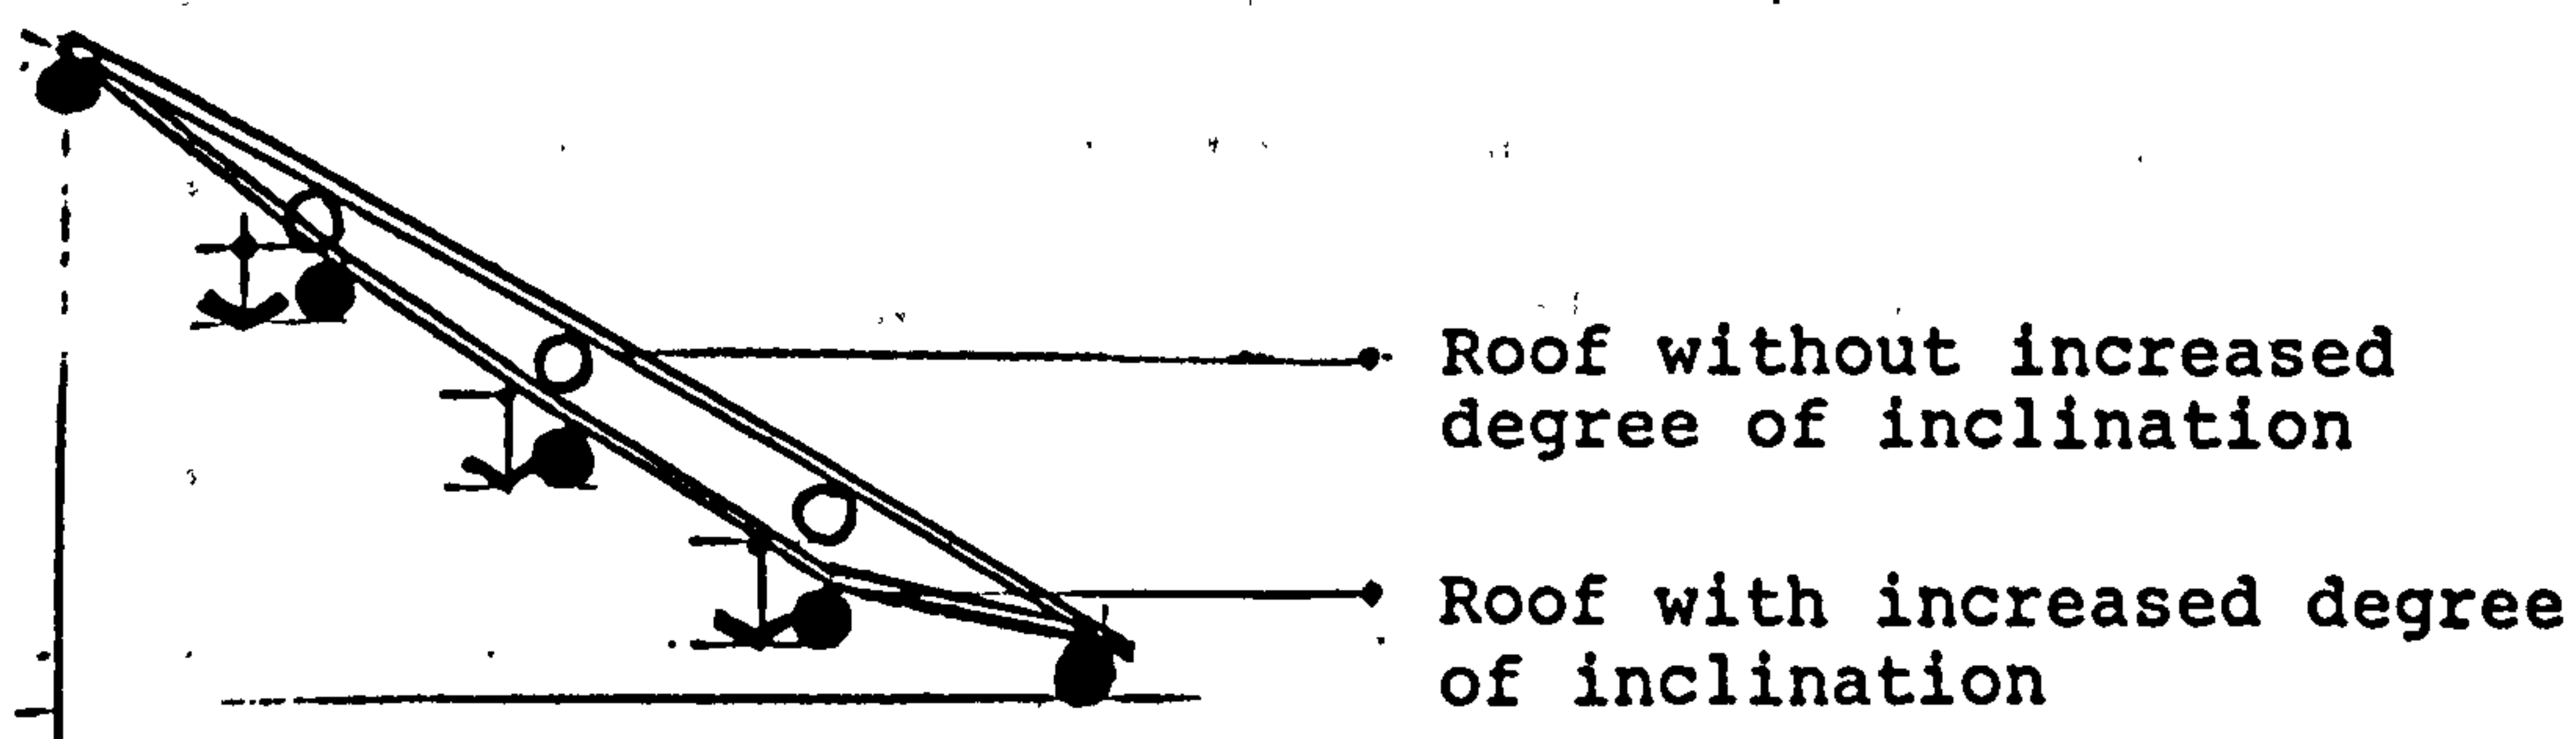 Roof without increased
degree of inclination
Roof with increased degree
of inclination